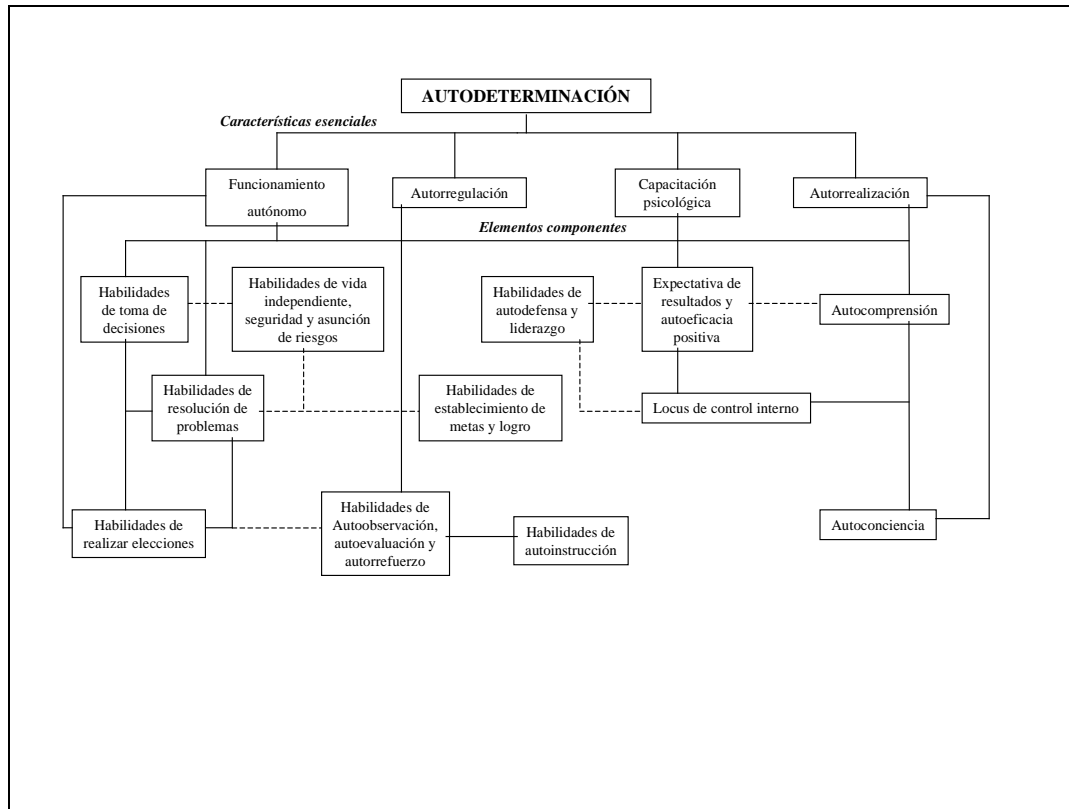 AUTODETERMINACIÓN
Características esenciales
Funcionamiento
autónomo
Autorregulación
Capacitación
psicológica
Autorrealización
Elementos componentes
Habilidades
de toma de
decisiones
Habilidades de vida
independiente,
seguridad y asunción
de riesgos
Habilidades de
autodefensa y
liderazgo
Expectativa de
resultados y
autoeficacia
positiva
Autocomprensión
Habilidades de
resolución de
problemas
Habilidades de
establecimiento de
metas y logro
Locus de control interno
Habilidades de
realizar elecciones
Habilidades de
Autoobservación,
autoevaluación y
autorrefuerzo
Habilidades de
autoinstrucción
Autoconciencia